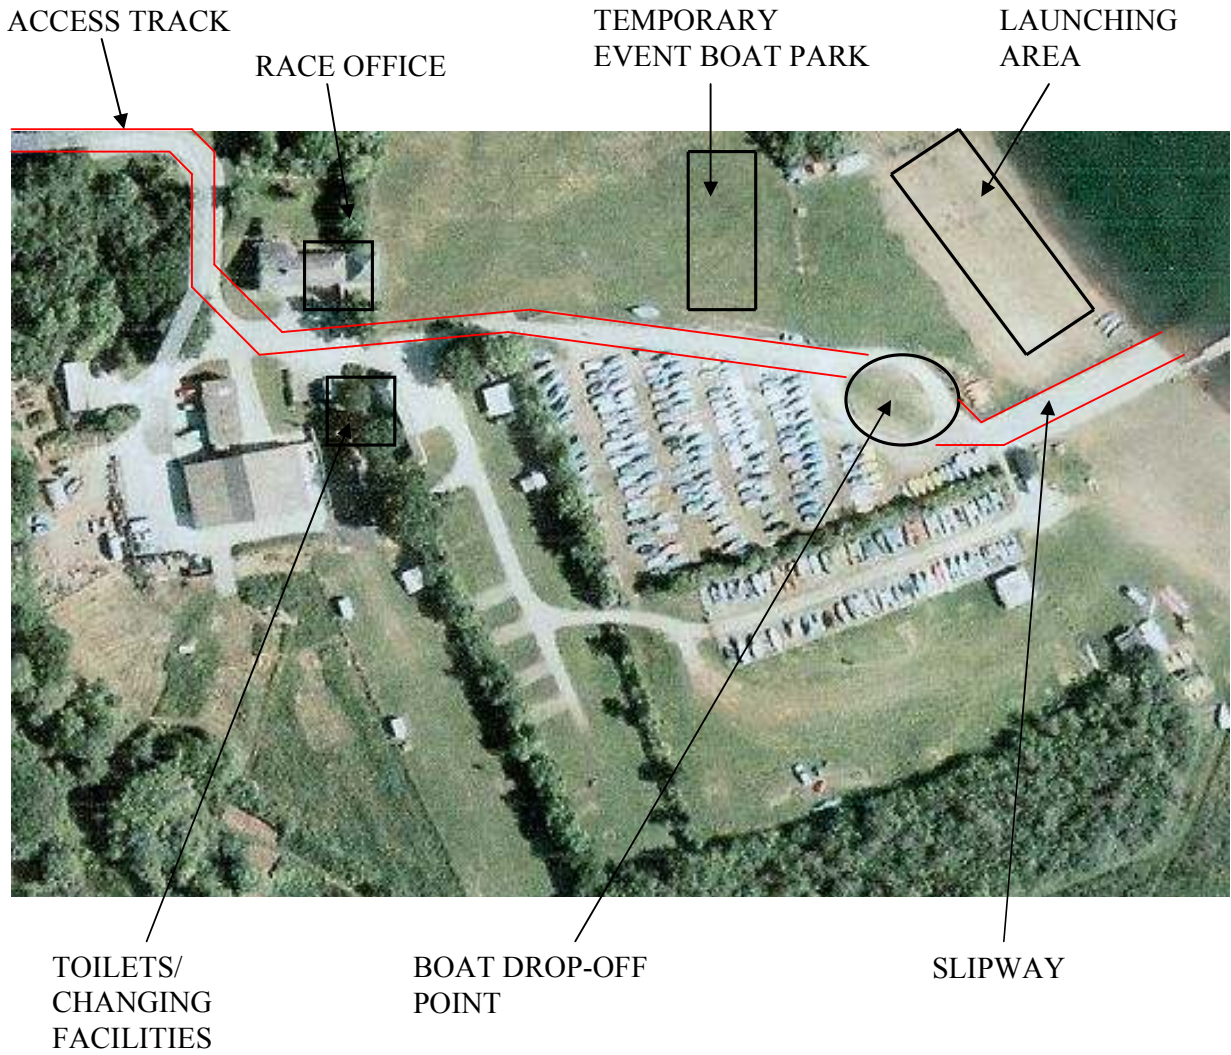 ACCESS TRACK
RACE OFFICE
TEMPORARY
EVENT BOAT PARK
LAUNCHING
AREA
TOILETS/
CHANGING
FACILITIES
BOAT DROP-OFF
POINT
SLIPWAY